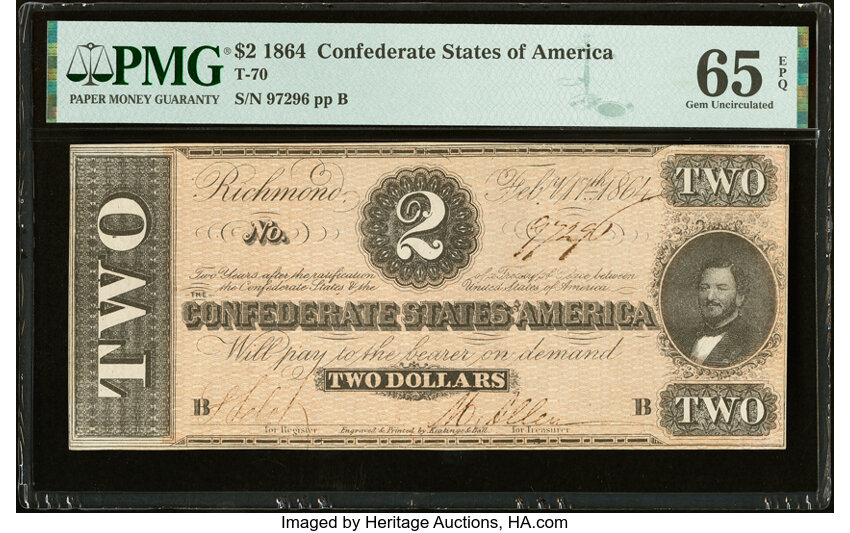 PMG® $2 1864 Confederate States of America 65 EPQ
T-70
PAPER MONEY GUARANTY S/N 97296 pp B Gem Uncirculated
TWO
Richmond, 2 Feby 17th 1864 TWO
No.
Two Years after the ratification of a Treaty of Peace between
the Confederate States & the United States of America
THE
CONFEDERATE STATES OF AMERICA
Will pay to the bearer on demand
TWO DOLLARS
B B TWO
for Register Engraved & Printed by Keatinge & Ball. for Treasurer
Imaged by Heritage Auctions, HA.com